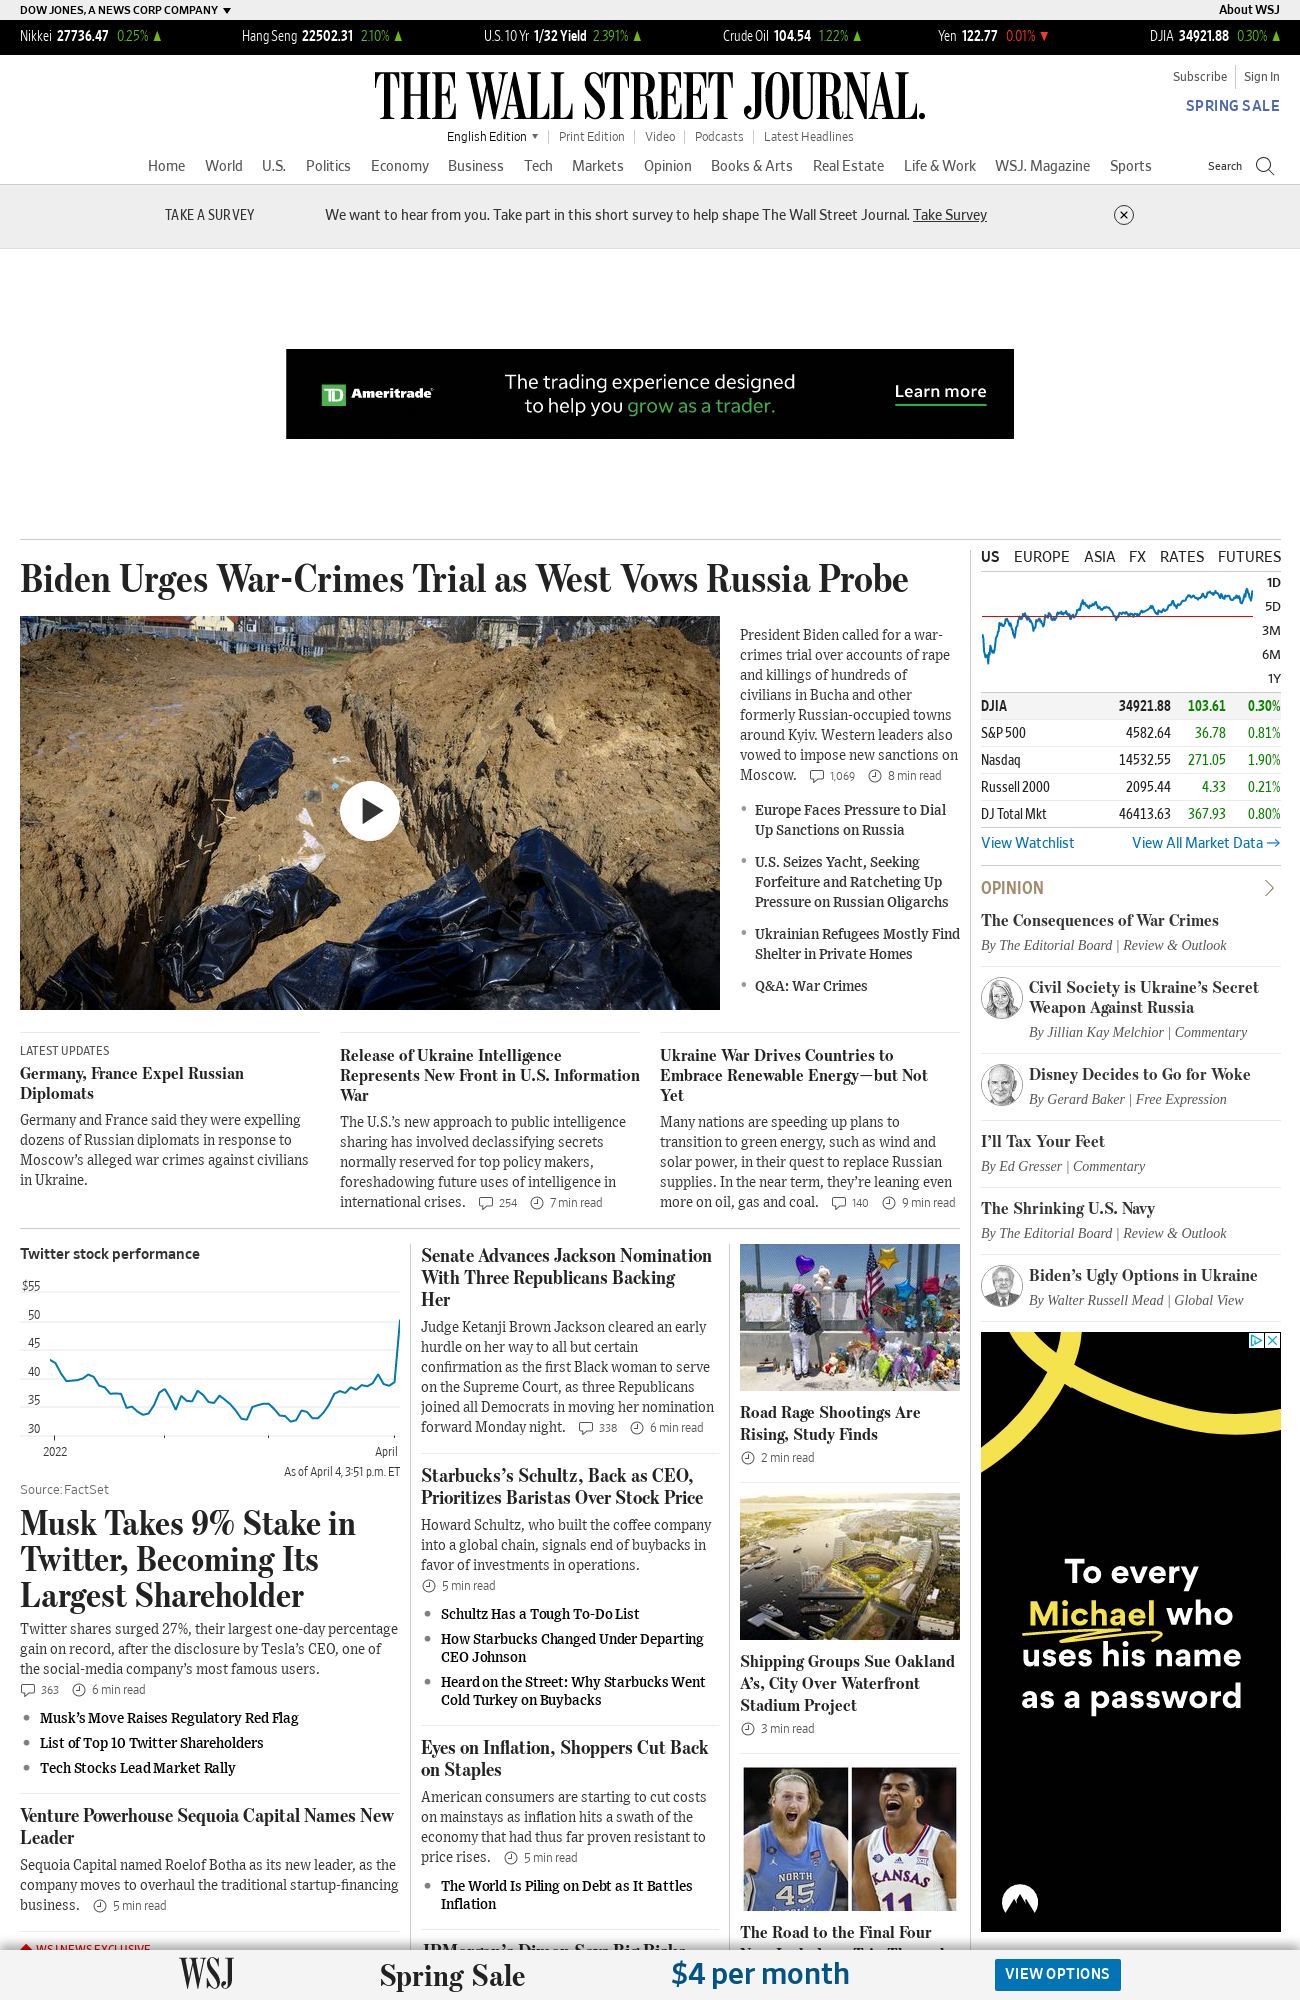 DOW JONES, A NEWS CORP COMPANY
About WSJ
Nikkei 27736.47 0.25%
Hang Seng 22502.31 2.10%
U.S. 10 Yr 1/32 Yield 2.391%
Crude Oil 104.54 1.22%
Yen 122.77 0.01%
DJIA 34921.88 0.30%
THE WALL STREET JOURNAL.
Subscribe
Sign In
SPRING SALE
English Edition
Print Edition
Video
Podcasts
Latest Headlines
Home
World
U.S.
Politics
Economy
Business
Tech
Markets
Opinion
Books & Arts
Real Estate
Life & Work
WSJ. Magazine
Sports
Search
TAKE A SURVEY
We want to hear from you. Take part in this short survey to help shape The Wall Street Journal. Take Survey
TD Ameritrade
The trading experience designed
to help you grow as a trader.
Learn more
Biden Urges War-Crimes Trial as West Vows Russia Probe
President Biden called for a war-
crimes trial over accounts of rape
and killings of hundreds of
civilians in Bucha and other
formerly Russian-occupied towns
around Kyiv. Western leaders also
vowed to impose new sanctions on
Moscow. 1,069 8 min read
Europe Faces Pressure to Dial
Up Sanctions on Russia
U.S. Seizes Yacht, Seeking
Forfeiture and Ratcheting Up
Pressure on Russian Oligarchs
Ukrainian Refugees Mostly Find
Shelter in Private Homes
Q&A: War Crimes
LATEST UPDATES
Germany, France Expel Russian
Diplomats
Germany and France said they were expelling
dozens of Russian diplomats in response to
Moscow’s alleged war crimes against civilians
in Ukraine.
Release of Ukraine Intelligence
Represents New Front in U.S. Information
War
The U.S.’s new approach to public intelligence
sharing has involved declassifying secrets
normally reserved for top policy makers,
foreshadowing future uses of intelligence in
international crises. 254 7 min read
Ukraine War Drives Countries to
Embrace Renewable Energy—but Not
Yet
Many nations are speeding up plans to
transition to green energy, such as wind and
solar power, in their quest to replace Russian
supplies. In the near term, they’re leaning even
more on oil, gas and coal. 140 9 min read
Twitter stock performance
$55
50
45
40
35
30
2022
April
As of April 4, 3:51 p.m. ET
Source: FactSet
Musk Takes 9% Stake in
Twitter, Becoming Its
Largest Shareholder
Twitter shares surged 27%, their largest one-day percentage
gain on record, after the disclosure by Tesla’s CEO, one of
the social-media company’s most famous users.
363 6 min read
Musk’s Move Raises Regulatory Red Flag
List of Top 10 Twitter Shareholders
Tech Stocks Lead Market Rally
Venture Powerhouse Sequoia Capital Names New
Leader
Sequoia Capital named Roelof Botha as its new leader, as the
company moves to overhaul the traditional startup-financing
business. 5 min read
WSJ NEWS EXCLUSIVE
Senate Advances Jackson Nomination
With Three Republicans Backing
Her
Judge Ketanji Brown Jackson cleared an early
hurdle on her way to all but certain
confirmation as the first Black woman to serve
on the Supreme Court, as three Republicans
joined all Democrats in moving her nomination
forward Monday night. 338 6 min read
Starbucks’s Schultz, Back as CEO,
Prioritizes Baristas Over Stock Price
Howard Schultz, who built the coffee company
into a global chain, signals end of buybacks in
favor of investments in operations.
5 min read
Schultz Has a Tough To-Do List
How Starbucks Changed Under Departing
CEO Johnson
Heard on the Street: Why Starbucks Went
Cold Turkey on Buybacks
Eyes on Inflation, Shoppers Cut Back
on Staples
American consumers are starting to cut costs
on mainstays as inflation hits a swath of the
economy that had thus far proven resistant to
price rises. 5 min read
The World Is Piling on Debt as It Battles
Inflation
JPMorgan’s Dimon Says Big Risks
Road Rage Shootings Are
Rising, Study Finds
2 min read
Shipping Groups Sue Oakland
A’s, City Over Waterfront
Stadium Project
3 min read
NORTH
45
KANSAS
11
The Road to the Final Four
US
EUROPE
ASIA
FX
RATES
FUTURES
1D
5D
3M
6M
1Y
DJIA 34921.88 103.61 0.30%
S&P 500 4582.64 36.78 0.81%
Nasdaq 14532.55 271.05 1.90%
Russell 2000 2095.44 4.33 0.21%
DJ Total Mkt 46413.63 367.93 0.80%
View Watchlist
View All Market Data
OPINION
The Consequences of War Crimes
By The Editorial Board | Review & Outlook
Civil Society is Ukraine’s Secret
Weapon Against Russia
By Jillian Kay Melchior | Commentary
Disney Decides to Go for Woke
By Gerard Baker | Free Expression
I’ll Tax Your Feet
By Ed Gresser | Commentary
The Shrinking U.S. Navy
By The Editorial Board | Review & Outlook
Biden’s Ugly Options in Ukraine
By Walter Russell Mead | Global View
To every
Michael who
uses his name
as a password
WSJ
Spring Sale
$4 per month
VIEW OPTIONS